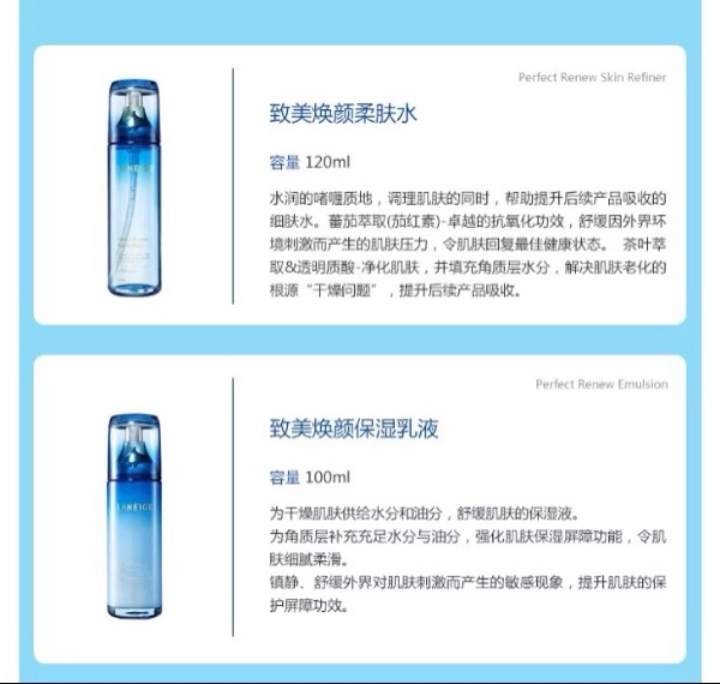 Perfect Renew Skin Refiner
致美焕颜柔肤水
容量 120ml
水润的啫喱质地，调理肌肤的同时，帮助提升后续产品吸收的
细肤水。蕃茄萃取(茄红素)-卓越的抗氧化功效，舒缓因外界环
境刺激而产生的肌肤压力，令肌肤回复最佳健康状态。 茶叶萃
取&透明质酸-净化肌肤，并填充角质层水分，解决肌肤老化的
根源“干燥问题”，提升后续产品吸收。
Perfect Renew Emulsion
致美焕颜保湿乳液
LANEIGE
容量 100ml
为干燥肌肤供给水分和油分，舒缓肌肤的保湿液。
为角质层补充充足水分与油分，强化肌肤保湿屏障功能，令肌
肤细腻柔滑。
镇静、舒缓外界对肌肤刺激而产生的敏感现象，提升肌肤的保
护屏障功效。